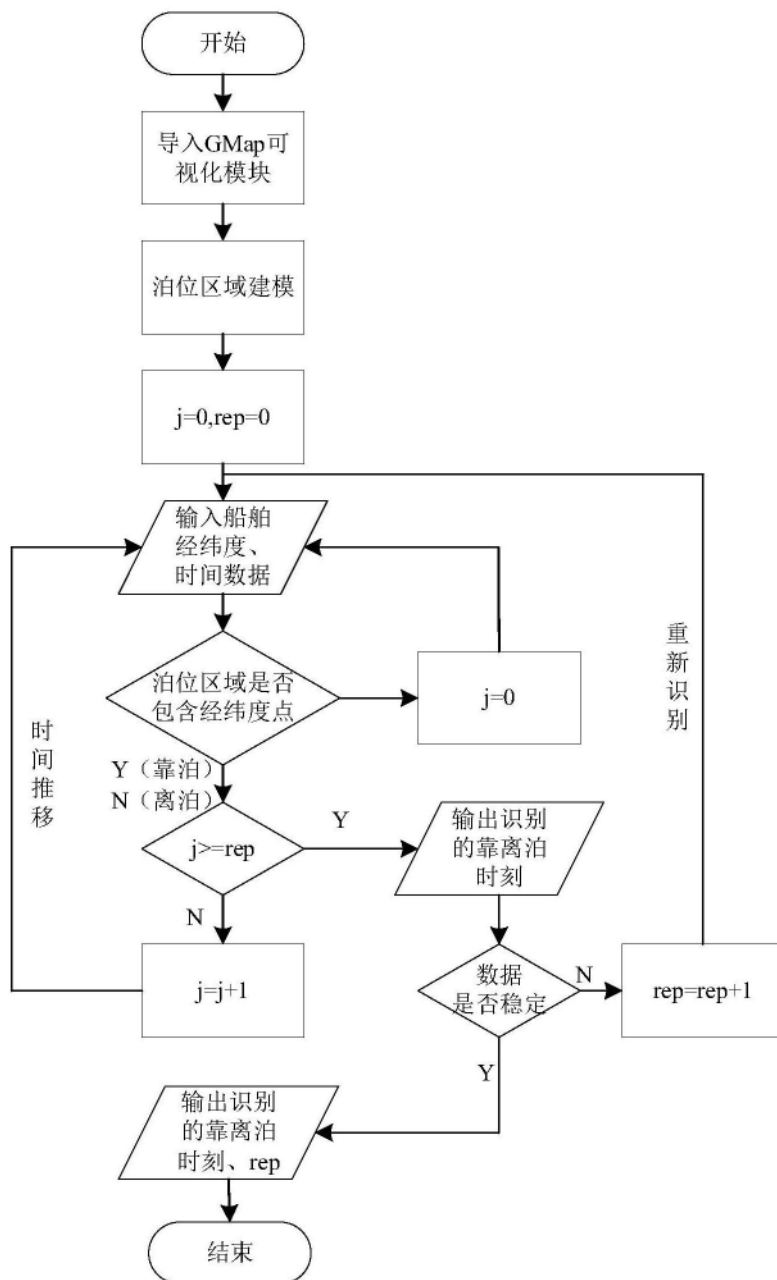 开始
导入GMap可
视化模块
泊位区域建模
j=0,rep=0
输入船舶
经纬度、
时间数据
泊位区域是否
包含经纬度点
j=0
重新识别
时间推移
Y（靠泊）
N（离泊）
j>=rep
Y
输出识别
的靠离泊
时刻
N
j=j+1
数据
是否稳定
N
rep=rep+1
Y
输出识别
的靠离泊
时刻、rep
结束